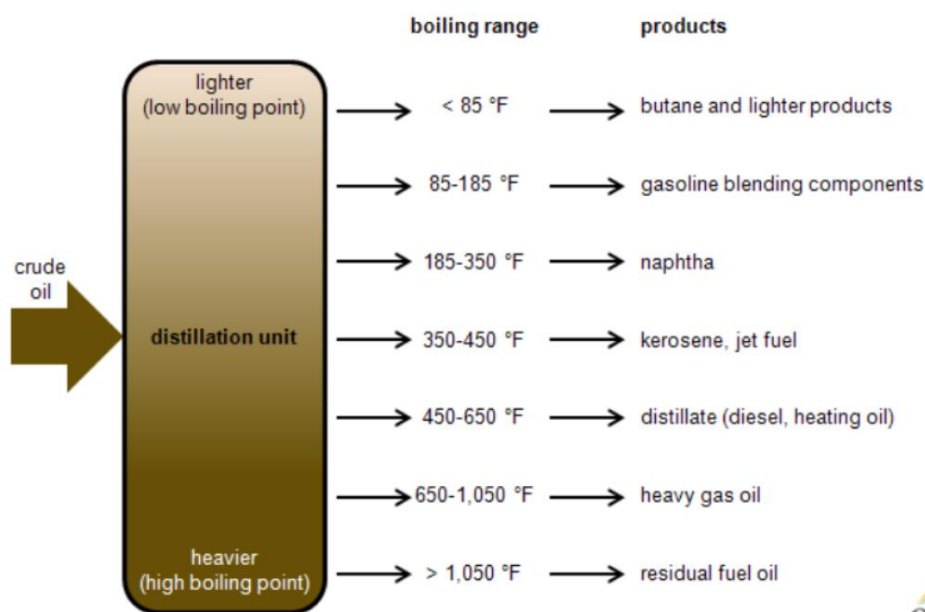 boiling range products
lighter
(low boiling point)
< 85 °F butane and lighter products
85-185 °F gasoline blending components
185-350 °F naphtha
crude
oil
distillation unit
350-450 °F kerosene, jet fuel
450-650 °F distillate (diesel, heating oil)
650-1,050 °F heavy gas oil
heavier
(high boiling point)
> 1,050 °F residual fuel oil